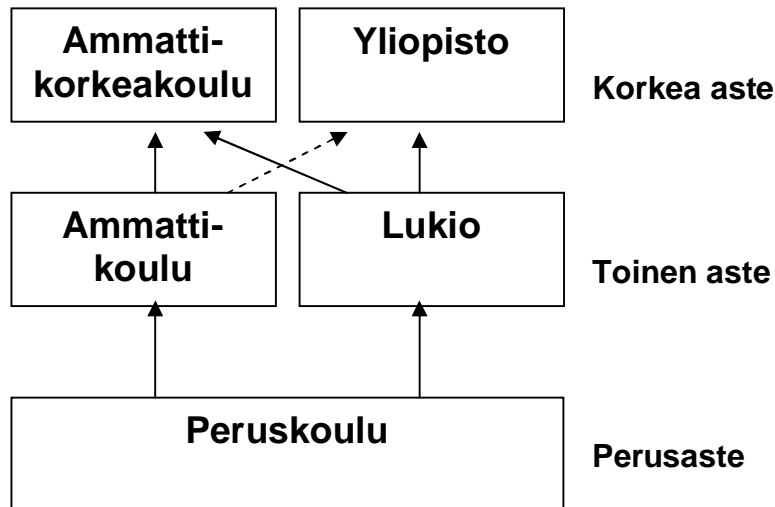 Ammatti-
korkeakoulu
Yliopisto
Korkea aste
Ammatti-
koulu
Lukio
Toinen aste
Peruskoulu
Perusaste